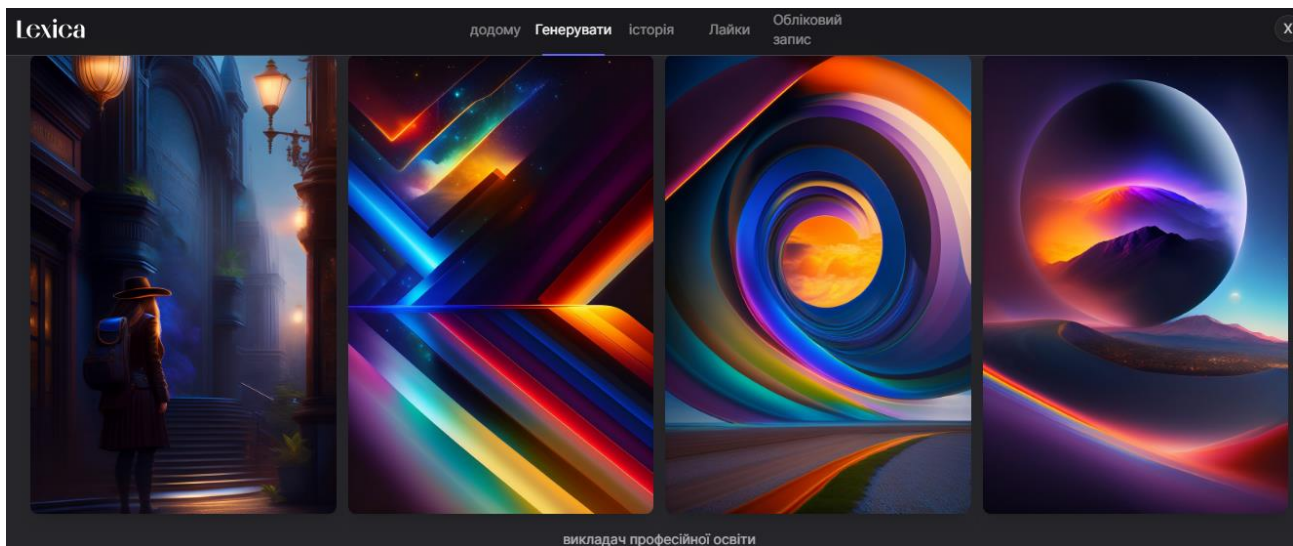 Lexica
додому Генерувати історія Лайки Обліковий запис
X
викладач професійної освіти